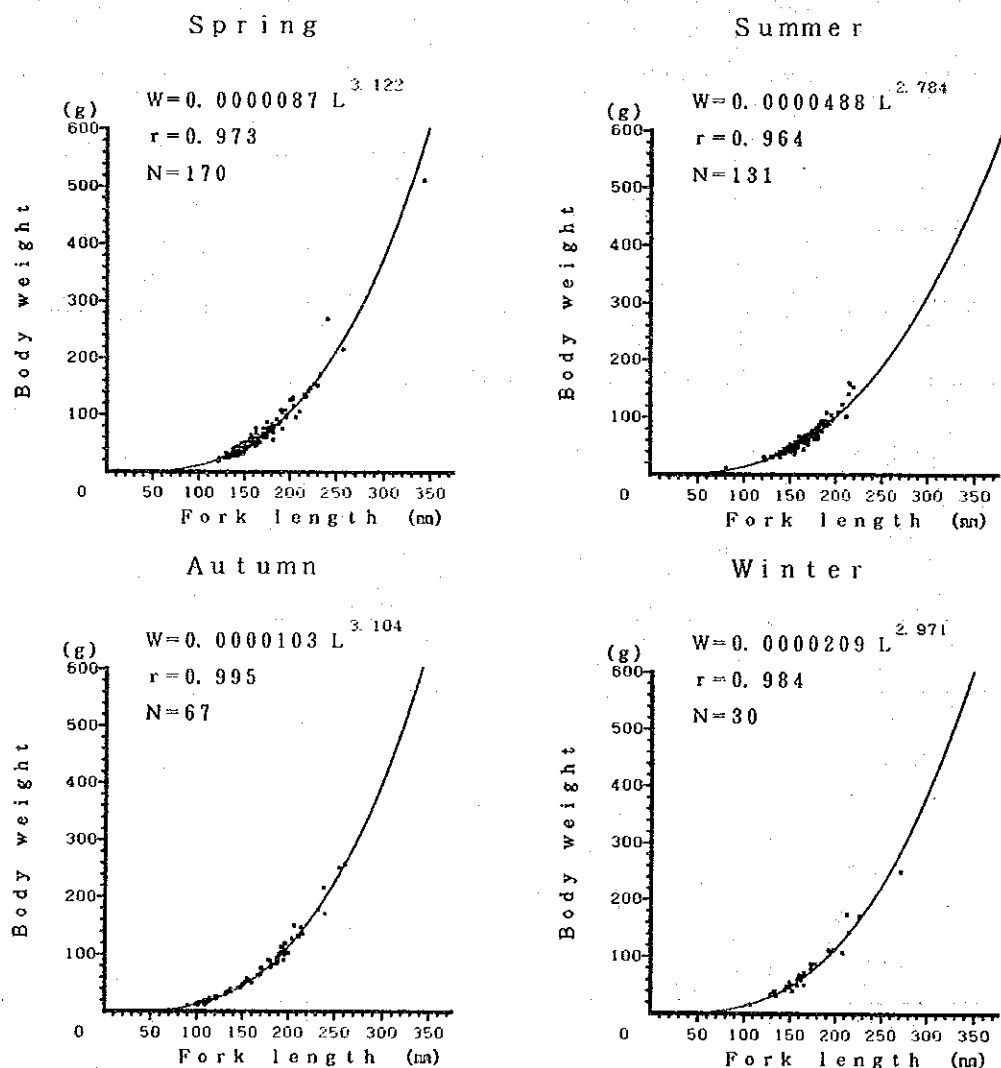 Spring
W=0.0000087 L^3.122
(g)
r=0.973
N=170
600
500
400
300
200
100
Body weight
0 50 100 150 200 250 300 350
Fork length (mm)
Summer
W=0.0000488 L^2.784
(g)
r=0.964
N=131
600
500
400
300
200
100
Body weight
0 50 100 150 200 250 300 350
Fork length (mm)
Autumn
W=0.0000103 L^3.104
(g)
r=0.995
N=67
600
500
400
300
200
100
Body weight
0 50 100 150 200 250 300 350
Fork length (mm)
Winter
W=0.0000209 L^2.971
(g)
r=0.984
N=30
600
500
400
300
200
100
Body weight
0 50 100 150 200 250 300 350
Fork length (mm)